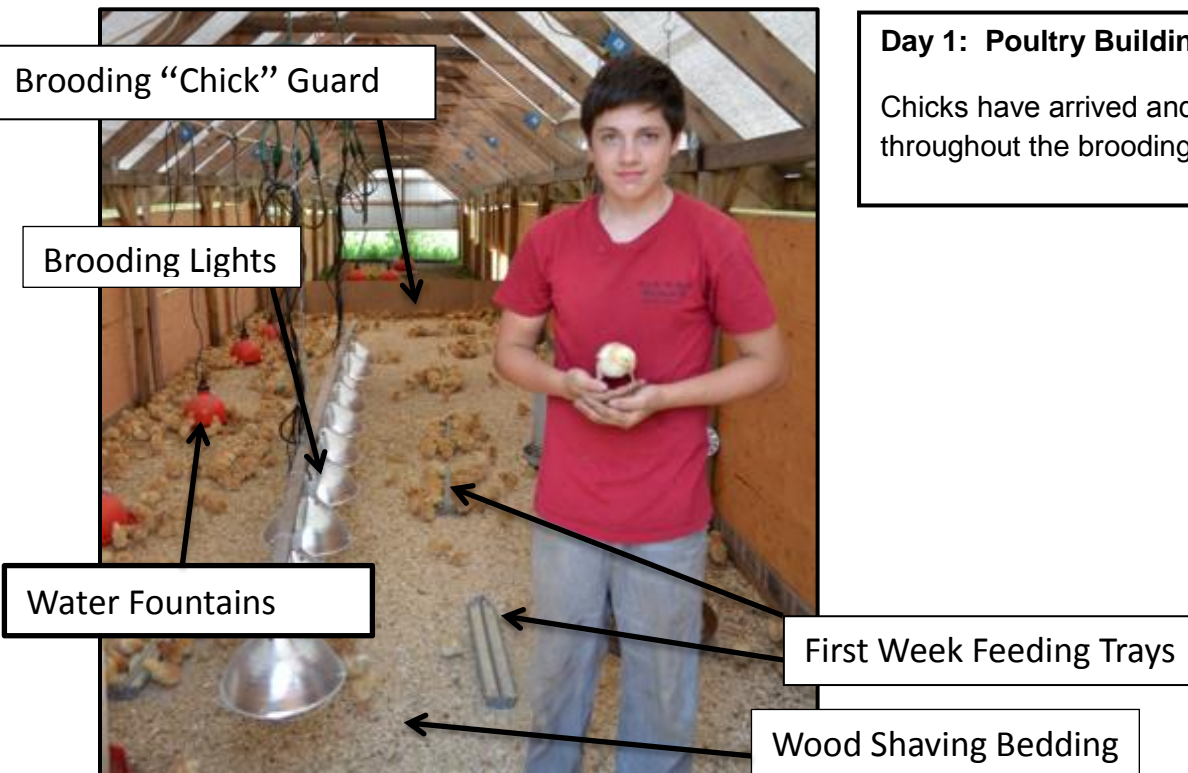 Brooding “Chick” Guard
Day 1: Poultry Buildin
Chicks have arrived and
throughout the brooding
Brooding Lights
Water Fountains
First Week Feeding Trays
Wood Shaving Bedding